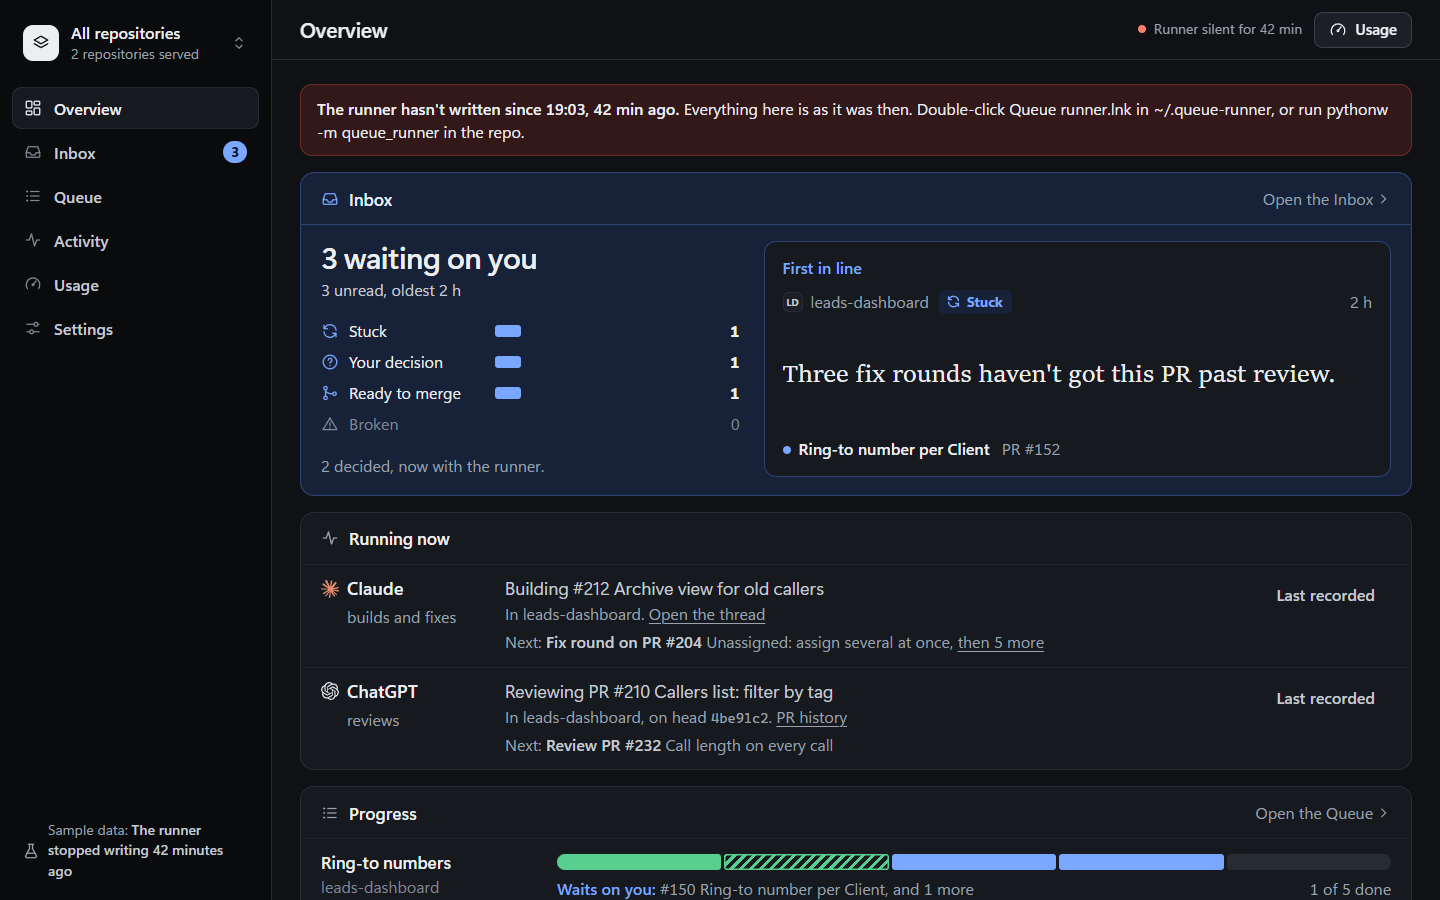 All repositories
2 repositories served
Overview
Inbox
3
Queue
Activity
Usage
Settings
Sample data: The runner
stopped writing 42 minutes
ago
Overview
Runner silent for 42 min
Usage
The runner hasn't written since 19:03, 42 min ago. Everything here is as it was then. Double-click Queue runner.lnk in ~/.queue-runner, or run pythonw
-m queue_runner in the repo.
Inbox
Open the Inbox
3 waiting on you
3 unread, oldest 2 h
Stuck 1
Your decision 1
Ready to merge 1
Broken 0
2 decided, now with the runner.
First in line
LD leads-dashboard Stuck 2 h
Three fix rounds haven't got this PR past review.
Ring-to number per Client PR #152
Running now
Claude
builds and fixes
Building #212 Archive view for old callers
In leads-dashboard. Open the thread
Next: Fix round on PR #204 Unassigned: assign several at once, then 5 more
Last recorded
ChatGPT
reviews
Reviewing PR #210 Callers list: filter by tag
In leads-dashboard, on head 4be91c2. PR history
Next: Review PR #232 Call length on every call
Last recorded
Progress
Open the Queue
Ring-to numbers
leads-dashboard
Waits on you: #150 Ring-to number per Client, and 1 more
1 of 5 done